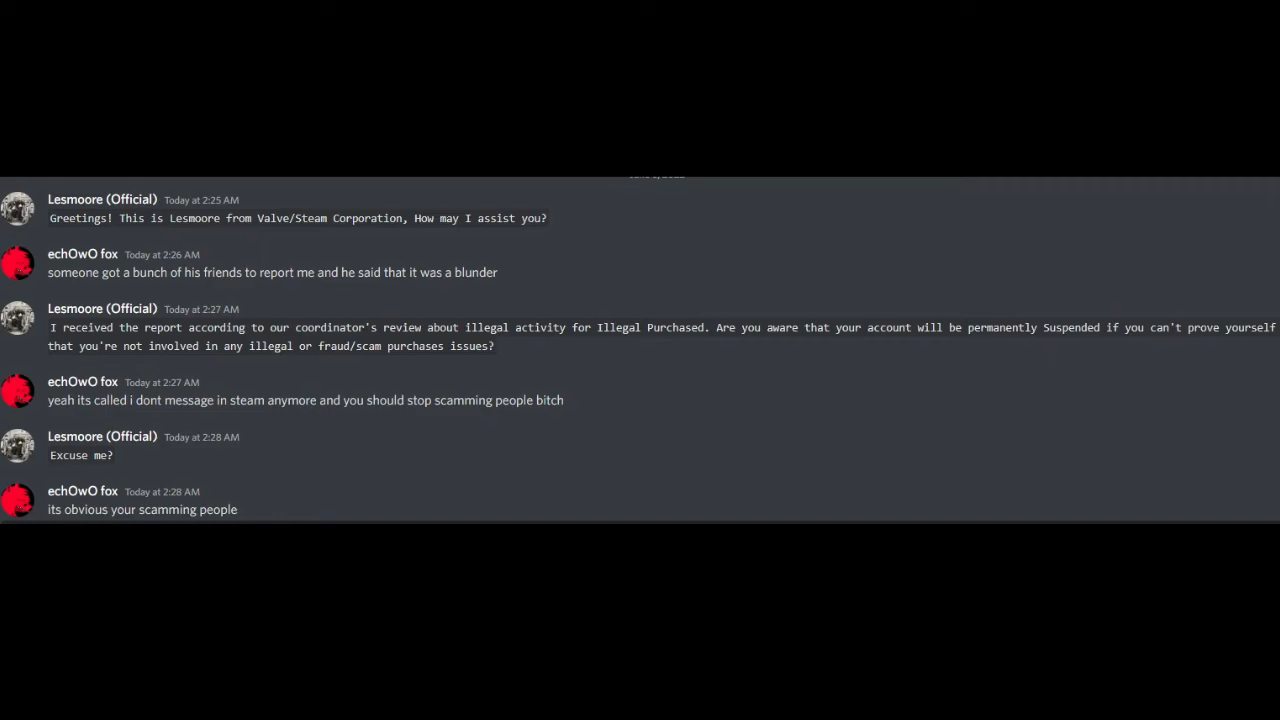 Lesmoore (Official) Today at 2:25 AM
Greetings! This is Lesmoore from Valve/Steam Corporation, How may I assist you?
echOwO fox Today at 2:26 AM
someone got a bunch of his friends to report me and he said that it was a blunder
Lesmoore (Official) Today at 2:27 AM
I received the report according to our coordinator's review about illegal activity for Illegal Purchased. Are you aware that your account will be permanently Suspended if you can't prove yourself
that you're not involved in any illegal or fraud/scam purchases issues?
echOwO fox Today at 2:27 AM
yeah its called i dont message in steam anymore and you should stop scamming people bitch
Lesmoore (Official) Today at 2:28 AM
Excuse me?
echOwO fox Today at 2:28 AM
its obvious your scamming people